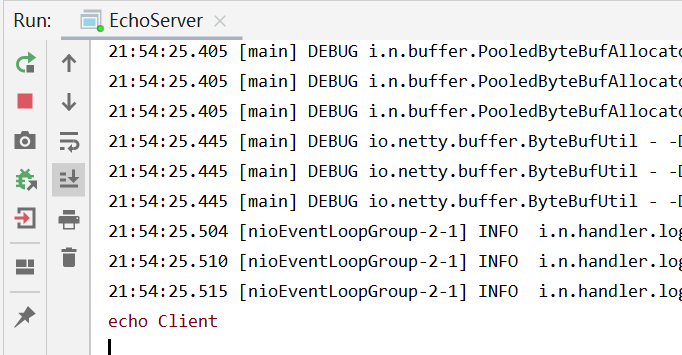 Run: EchoServer
21:54:25.405 [main] DEBUG i.n.buffer.PooledByteBufAllocato
21:54:25.405 [main] DEBUG i.n.buffer.PooledByteBufAllocato
21:54:25.405 [main] DEBUG i.n.buffer.PooledByteBufAllocato
21:54:25.445 [main] DEBUG io.netty.buffer.ByteBufUtil - -D
21:54:25.445 [main] DEBUG io.netty.buffer.ByteBufUtil - -D
21:54:25.445 [main] DEBUG io.netty.buffer.ByteBufUtil - -D
21:54:25.504 [nioEventLoopGroup-2-1] INFO  i.n.handler.log
21:54:25.510 [nioEventLoopGroup-2-1] INFO  i.n.handler.log
21:54:25.515 [nioEventLoopGroup-2-1] INFO  i.n.handler.log
echo Client